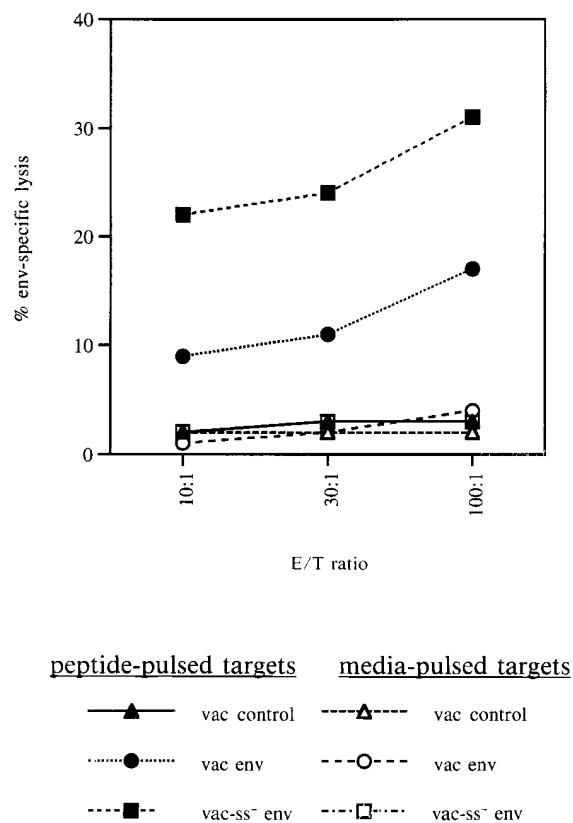 40
30
20
10
0
% env-specific lysis
10:1
30:1
100:1
E/T ratio
peptide-pulsed targets
media-pulsed targets
vac control
vac control
vac env
vac env
vac-ss⁻ env
vac-ss⁻ env